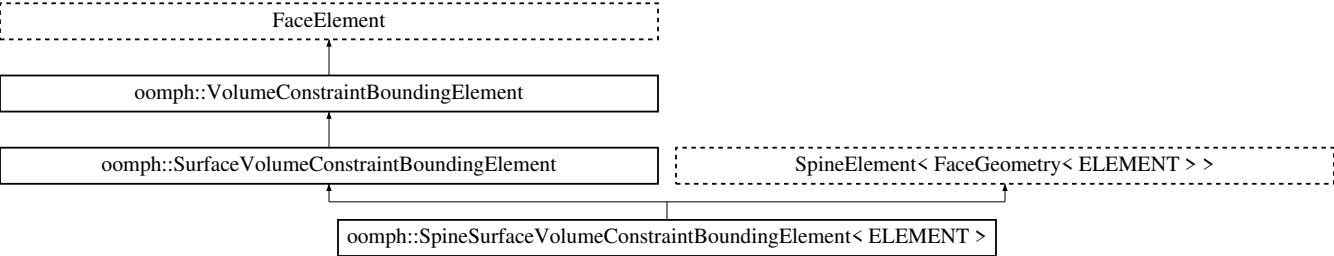 FaceElement
oomph::VolumeConstraintBoundingElement
oomph::SurfaceVolumeConstraintBoundingElement
SpineElement< FaceGeometry< ELEMENT > >
oomph::SpineSurfaceVolumeConstraintBoundingElement< ELEMENT >